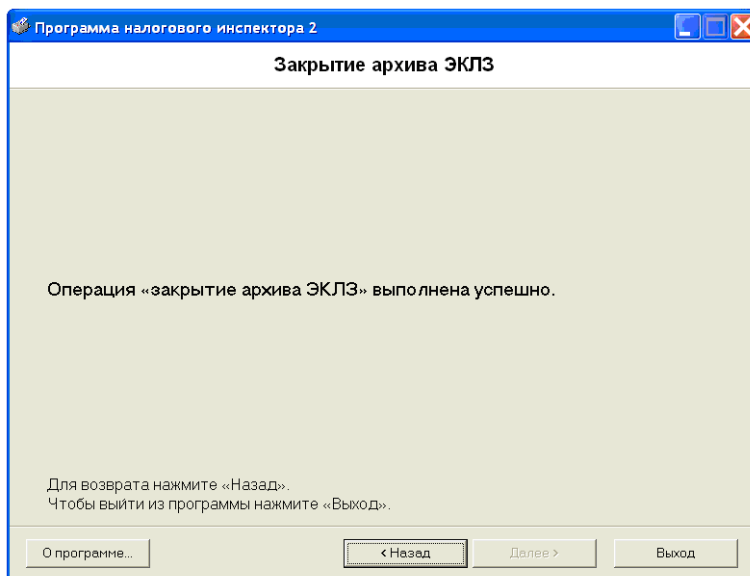 Программа налогового инспектора 2
Закрытие архива ЭКЛЗ
Операция «закрытие архива ЭКЛЗ» выполнена успешно.
Для возврата нажмите «Назад».
Чтобы выйти из программы нажмите «Выход».
О программе... < Назад Далее > Выход